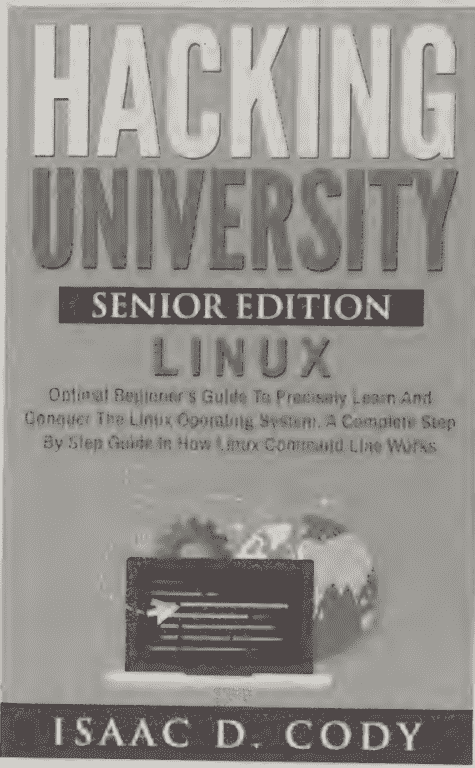 HACKING
UNIVERSITY
SENIOR EDITION
LINUX
Optimal Beginner's Guide To Precisely Learn And
Conquer The Linux Operating System. A Complete Step
By Step Guide In How Linux Command Line Works
ISAAC D. CODY